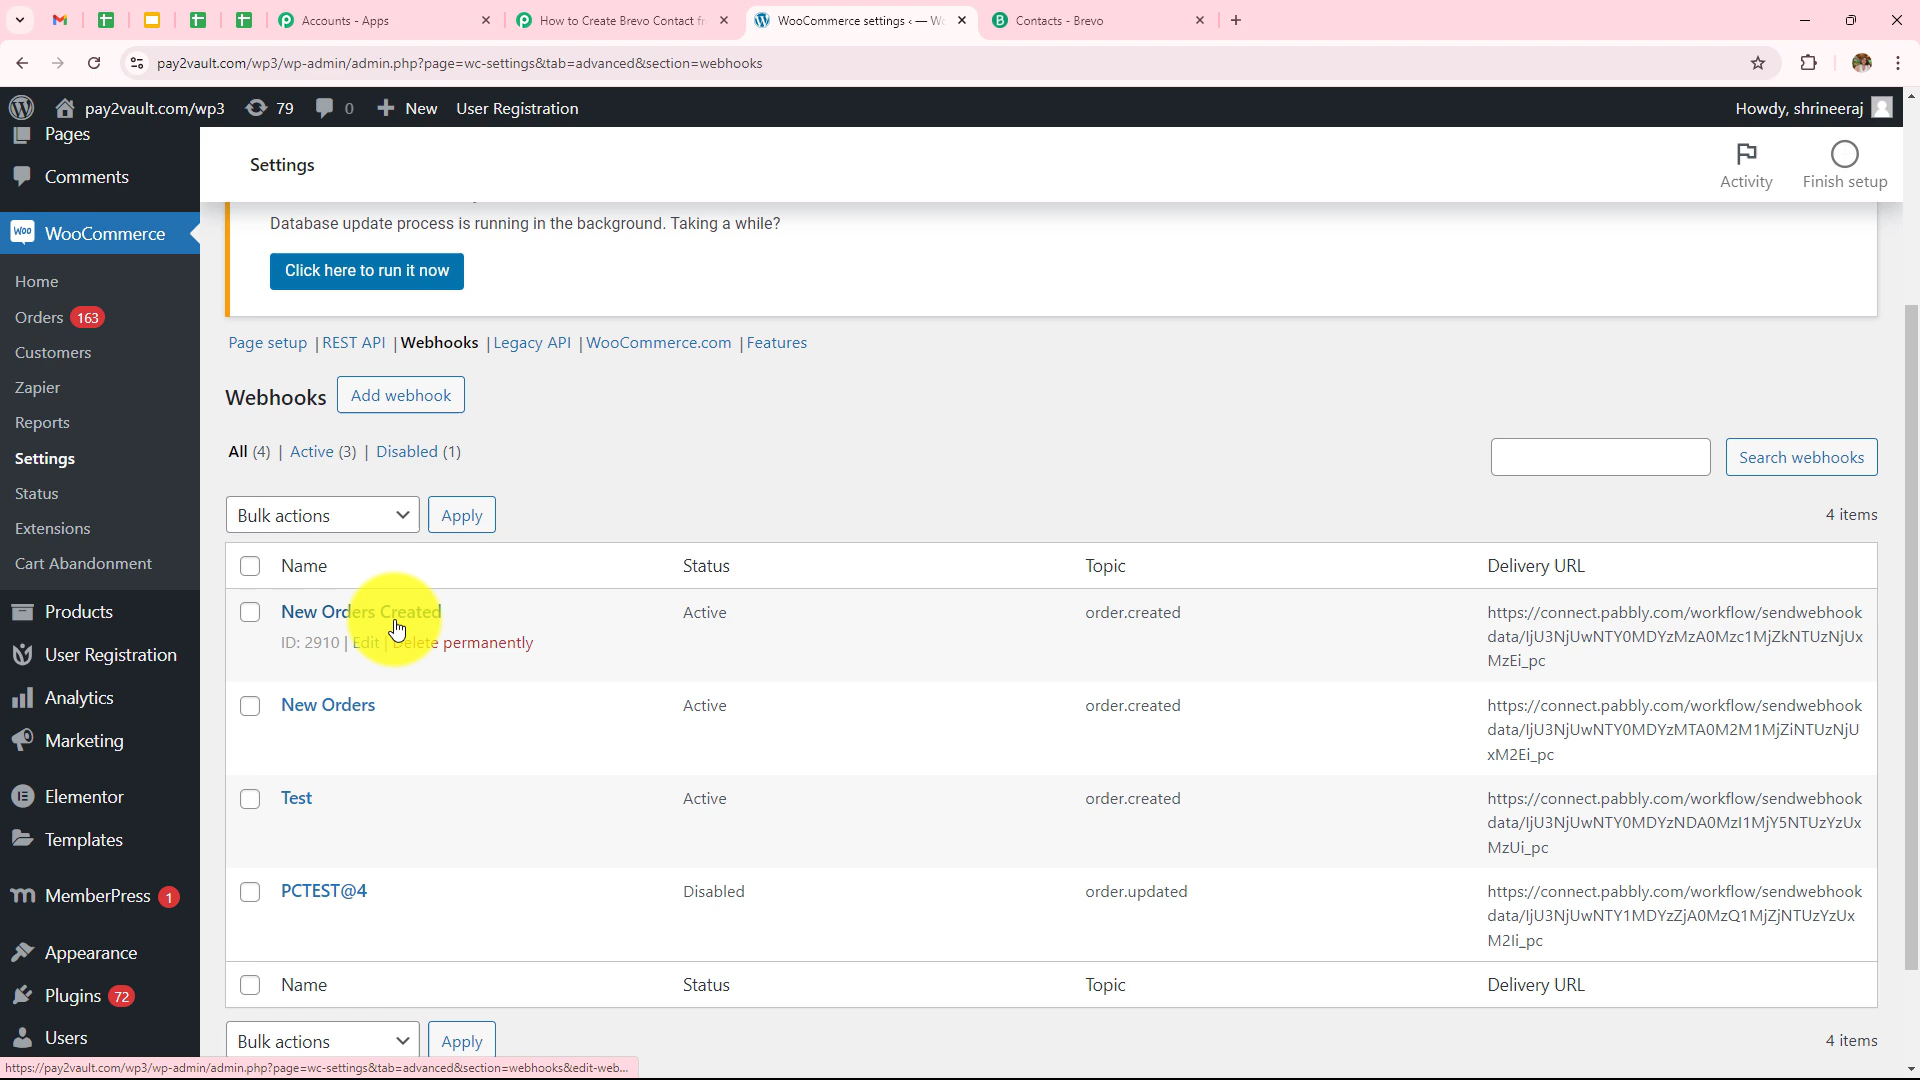 Accounts - Apps
How to Create Brevo Contact fr
WooCommerce settings ‹ — Wo
Contacts - Brevo
pay2vault.com/wp3/wp-admin/admin.php?page=wc-settings&tab=advanced&section=webhooks
pay2vault.com/wp3
79
0
New
User Registration
Howdy, shrineeraj
Pages
Comments
WooCommerce
Home
Orders 163
Customers
Zapier
Reports
Settings
Status
Extensions
Cart Abandonment
Products
User Registration
Analytics
Marketing
Elementor
Templates
MemberPress 1
Appearance
Plugins 72
Users
Settings
Activity
Finish setup
Database update process is running in the background. Taking a while?
Click here to run it now
Page setup | REST API | Webhooks | Legacy API | WooCommerce.com | Features
Webhooks
Add webhook
All (4) | Active (3) | Disabled (1)
Search webhooks
Bulk actions
Apply
4 items
Name Status Topic Delivery URL
New Orders Created Active order.created https://connect.pabbly.com/workflow/sendwebhook
data/IjU3NjUwNTY0MDYzMzA0Mzc1MjZkNTUzNjUx
MzEi_pc
ID: 2910 | Edit | Delete permanently
New Orders Active order.created https://connect.pabbly.com/workflow/sendwebhook
data/IjU3NjUwNTY0MDYzMTA0M2M1MjZiNTUzNjU
xM2Ei_pc
Test Active order.created https://connect.pabbly.com/workflow/sendwebhook
data/IjU3NjUwNTY0MDYzNDA0MzI1MjY5NTUzYzUx
MzUi_pc
PCTEST@4 Disabled order.updated https://connect.pabbly.com/workflow/sendwebhook
data/IjU3NjUwNTY1MDYzZjA0MzQ1MjZjNTUzYzUx
M2Ii_pc
Name Status Topic Delivery URL
Bulk actions
Apply
4 items
https://pay2vault.com/wp3/wp-admin/admin.php?page=wc-settings&tab=advanced&section=webhooks&edit-web...